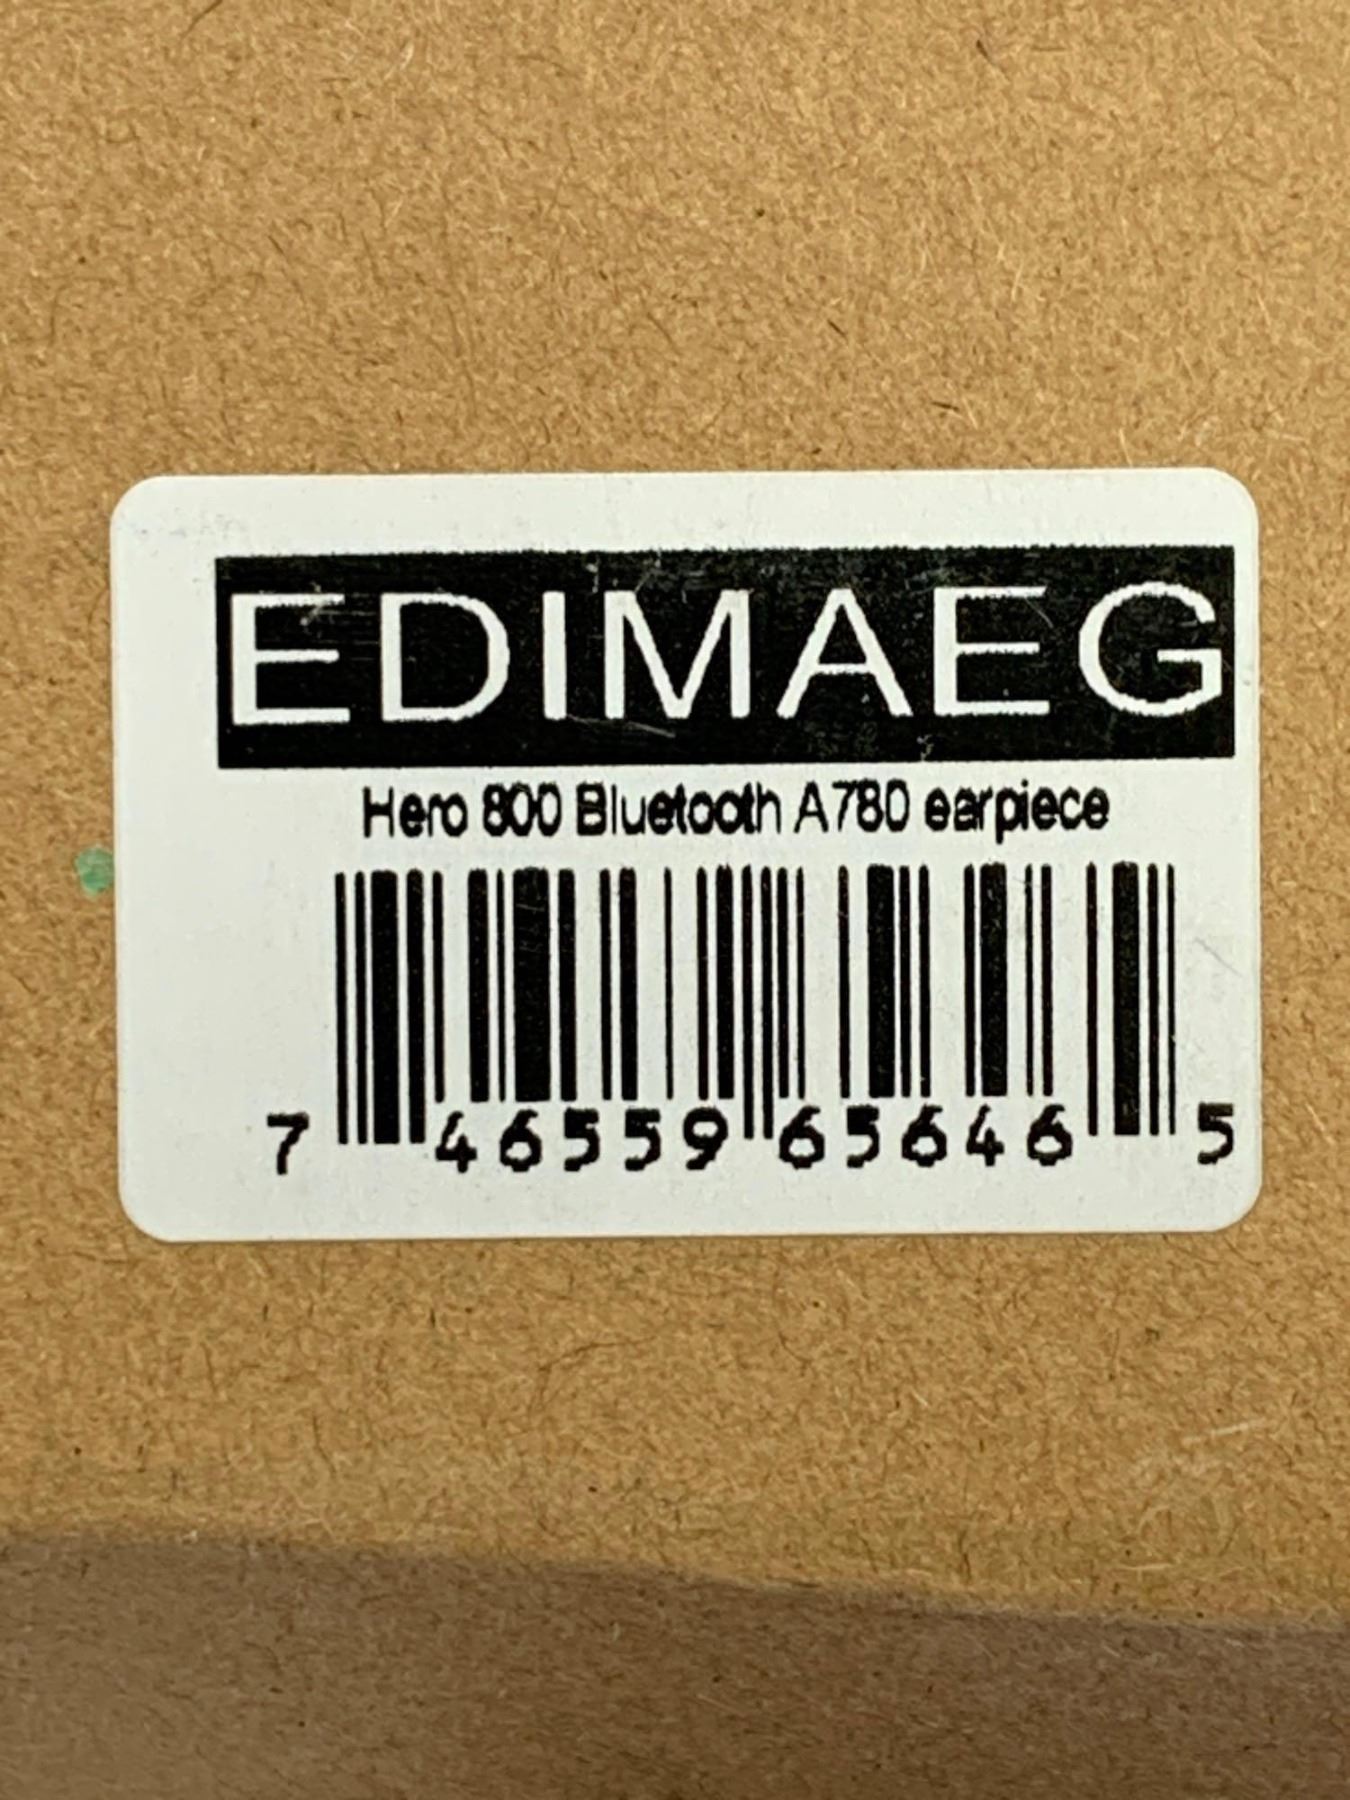 EDIMAEG
Hero 800 Bluetooth A780 earpiece
7 46559 65646 5